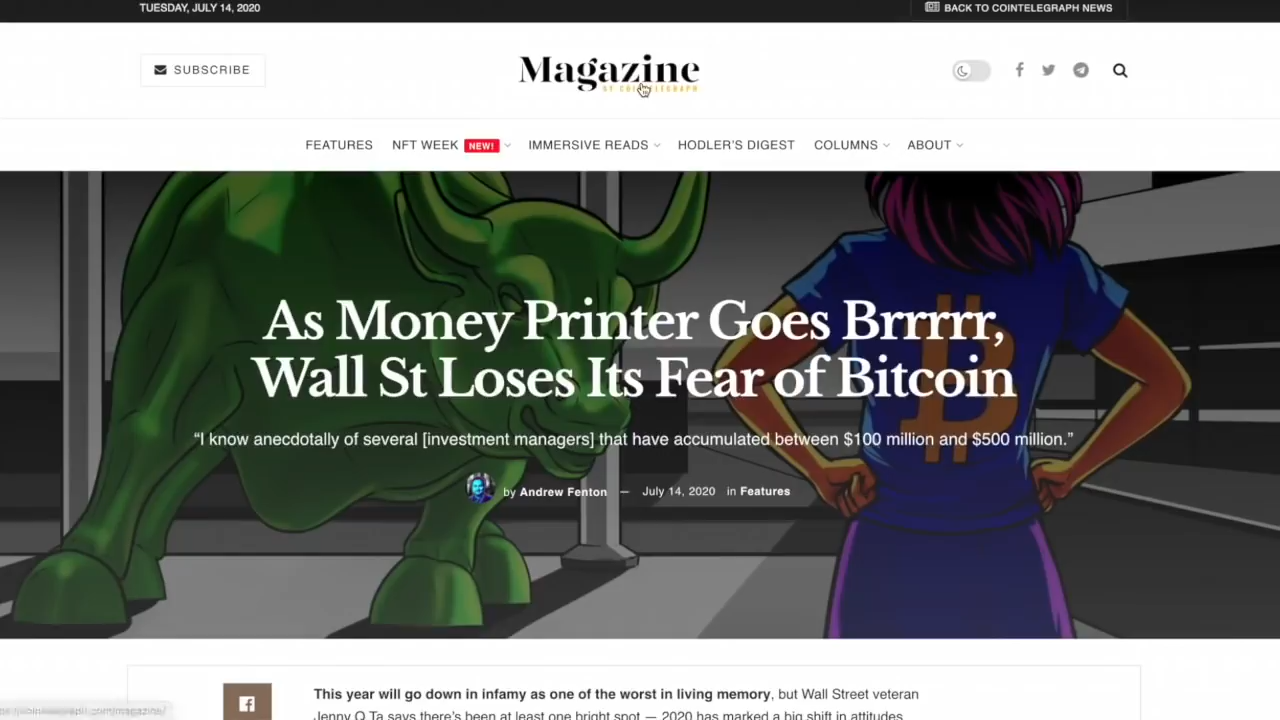 TUESDAY, JULY 14, 2020
BACK TO COINTELEGRAPH NEWS
SUBSCRIBE
Magazine
BY COINTELEGRAPH
FEATURES NFT WEEK NEW! IMMERSIVE READS HODLER'S DIGEST COLUMNS ABOUT
As Money Printer Goes Brrrrr,
Wall St Loses Its Fear of Bitcoin
“I know anecdotally of several [investment managers] that have accumulated between $100 million and $500 million.”
by Andrew Fenton — July 14, 2020 in Features
This year will go down in infamy as one of the worst in living memory, but Wall Street veteran
Jenny Q Ta says there's been at least one bright spot — 2020 has marked a big shift in attitudes